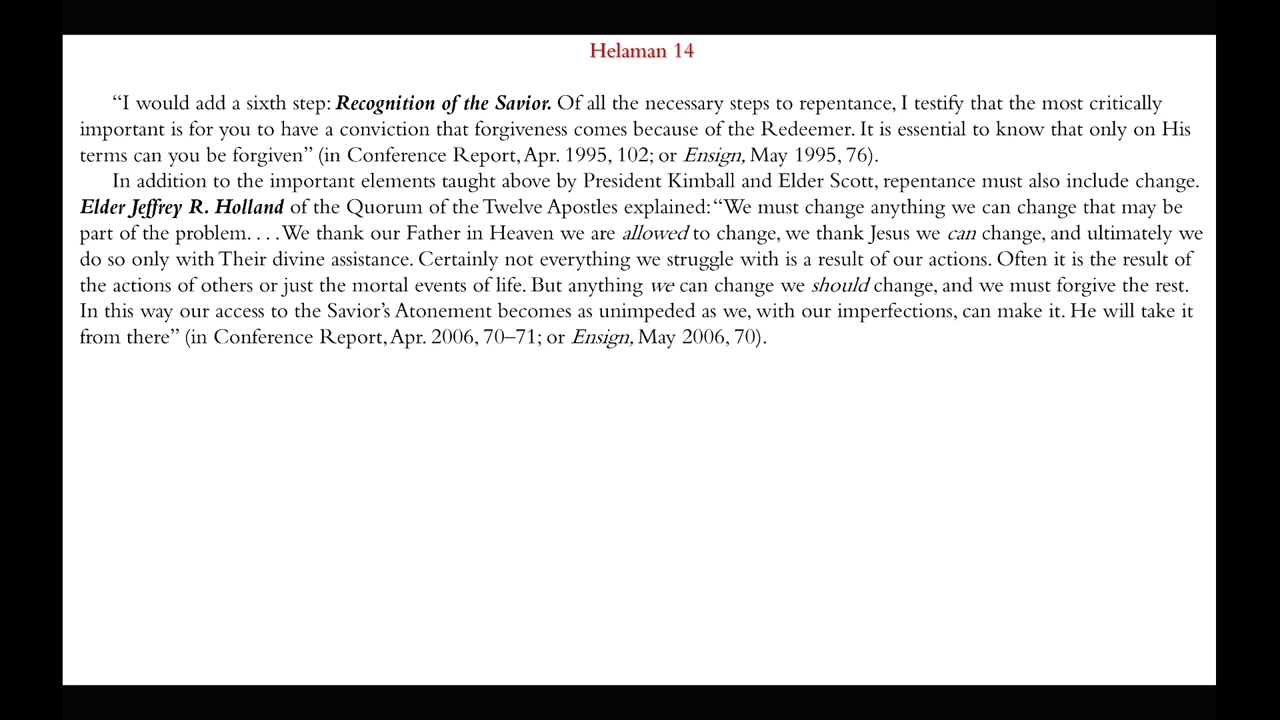 Helaman 14
“I would add a sixth step: Recognition of the Savior. Of all the necessary steps to repentance, I testify that the most critically
important is for you to have a conviction that forgiveness comes because of the Redeemer. It is essential to know that only on His
terms can you be forgiven” (in Conference Report, Apr. 1995, 102; or Ensign, May 1995, 76).
In addition to the important elements taught above by President Kimball and Elder Scott, repentance must also include change.
Elder Jeffrey R. Holland of the Quorum of the Twelve Apostles explained: “We must change anything we can change that may be
part of the problem. . . . We thank our Father in Heaven we are allowed to change, we thank Jesus we can change, and ultimately we
do so only with Their divine assistance. Certainly not everything we struggle with is a result of our actions. Often it is the result of
the actions of others or just the mortal events of life. But anything we can change we should change, and we must forgive the rest.
In this way our access to the Savior’s Atonement becomes as unimpeded as we, with our imperfections, can make it. He will take it
from there” (in Conference Report, Apr. 2006, 70–71; or Ensign, May 2006, 70).